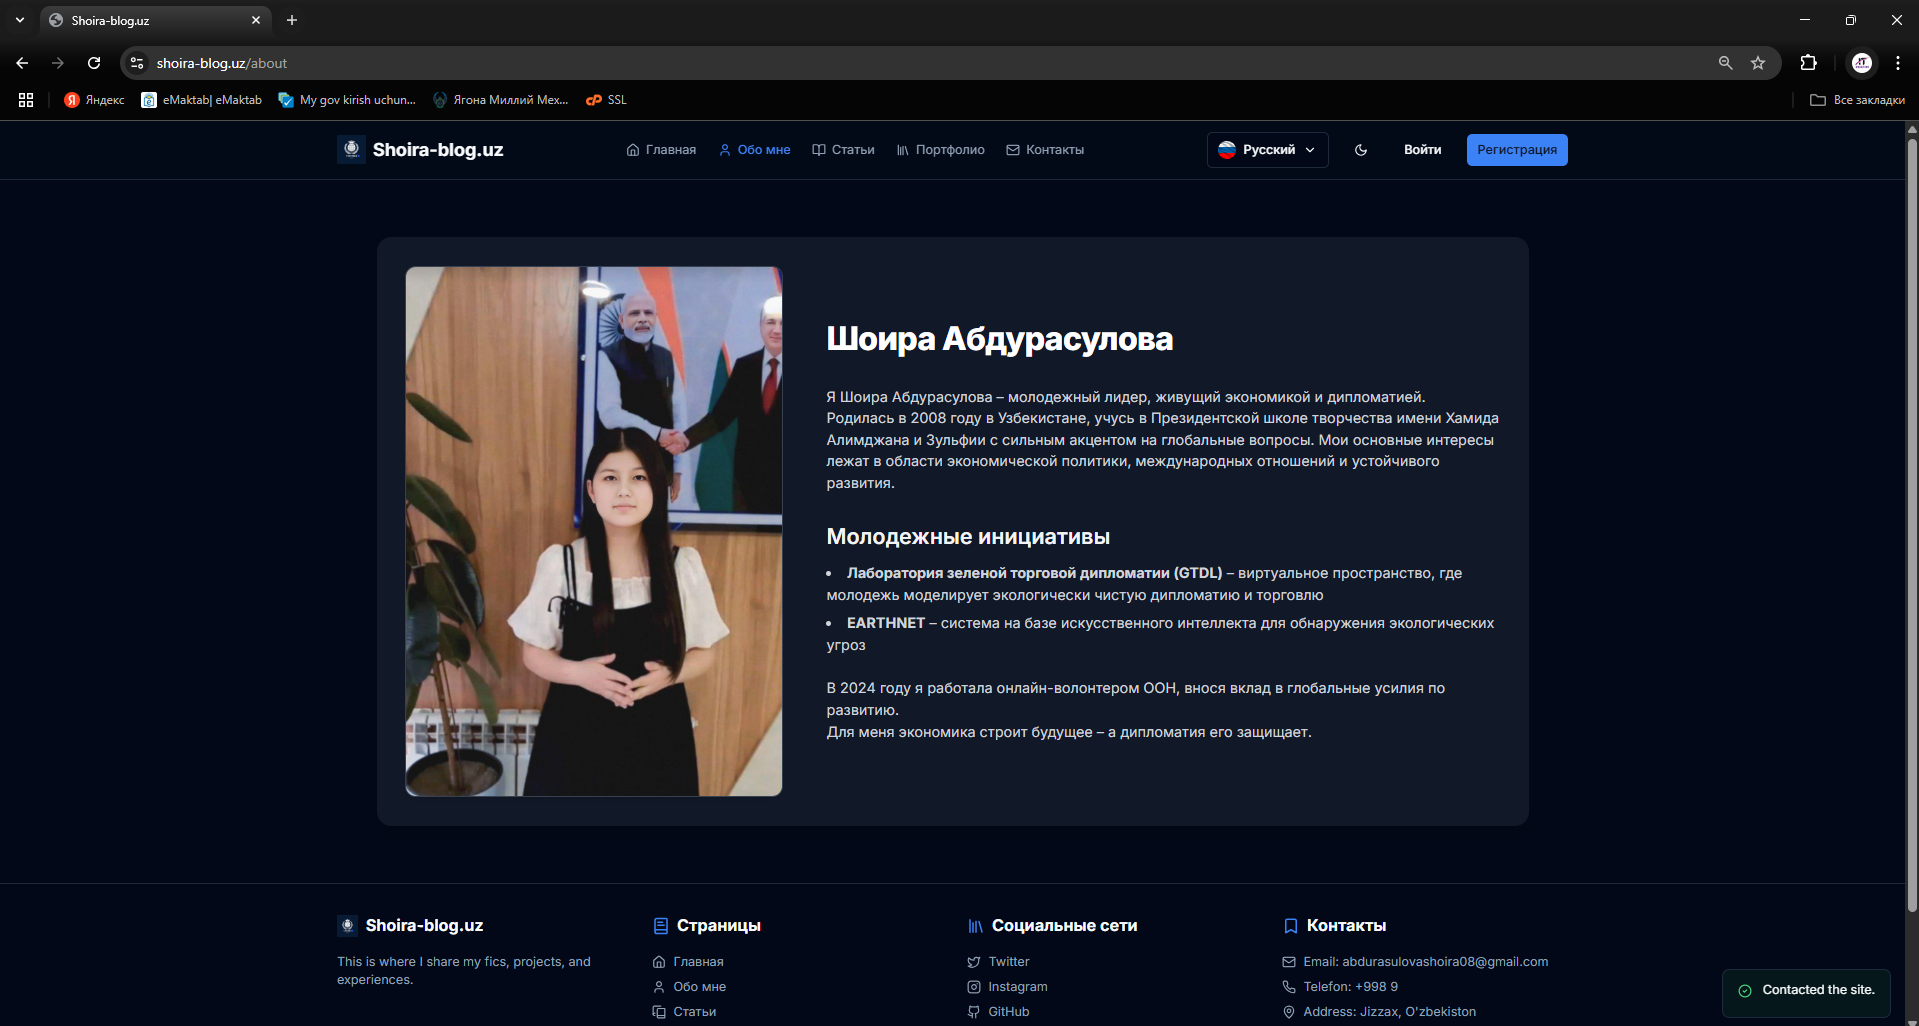 Shoira-blog.uz
shoira-blog.uz/about
Яндекс
eMaktab| eMaktab
My gov kirish uchun...
Ягона Миллий Мех...
SSL
Все закладки
Shoira-blog.uz
Главная
Обо мне
Статьи
Портфолио
Контакты
Русский
Войти
Регистрация
Шоира Абдурасулова
Я Шоира Абдурасулова – молодежный лидер, живущий экономикой и дипломатией.
Родилась в 2008 году в Узбекистане, учусь в Президентской школе творчества имени Хамида
Алимджана и Зульфии с сильным акцентом на глобальные вопросы. Мои основные интересы
лежат в области экономической политики, международных отношений и устойчивого
развития.
Молодежные инициативы
• Лаборатория зеленой торговой дипломатии (GTDL) – виртуальное пространство, где
молодежь моделирует экологически чистую дипломатию и торговлю
• EARTHNET – система на базе искусственного интеллекта для обнаружения экологических
угроз
В 2024 году я работала онлайн-волонтером ООН, внося вклад в глобальные усилия по
развитию.
Для меня экономика строит будущее – а дипломатия его защищает.
Shoira-blog.uz
This is where I share my fics, projects, and
experiences.
Страницы
Главная
Обо мне
Статьи
Социальные сети
Twitter
Instagram
GitHub
Контакты
Email: abdurasulovashoira08@gmail.com
Telefon: +998 9
Address: Jizzax, O'zbekiston
Contacted the site.